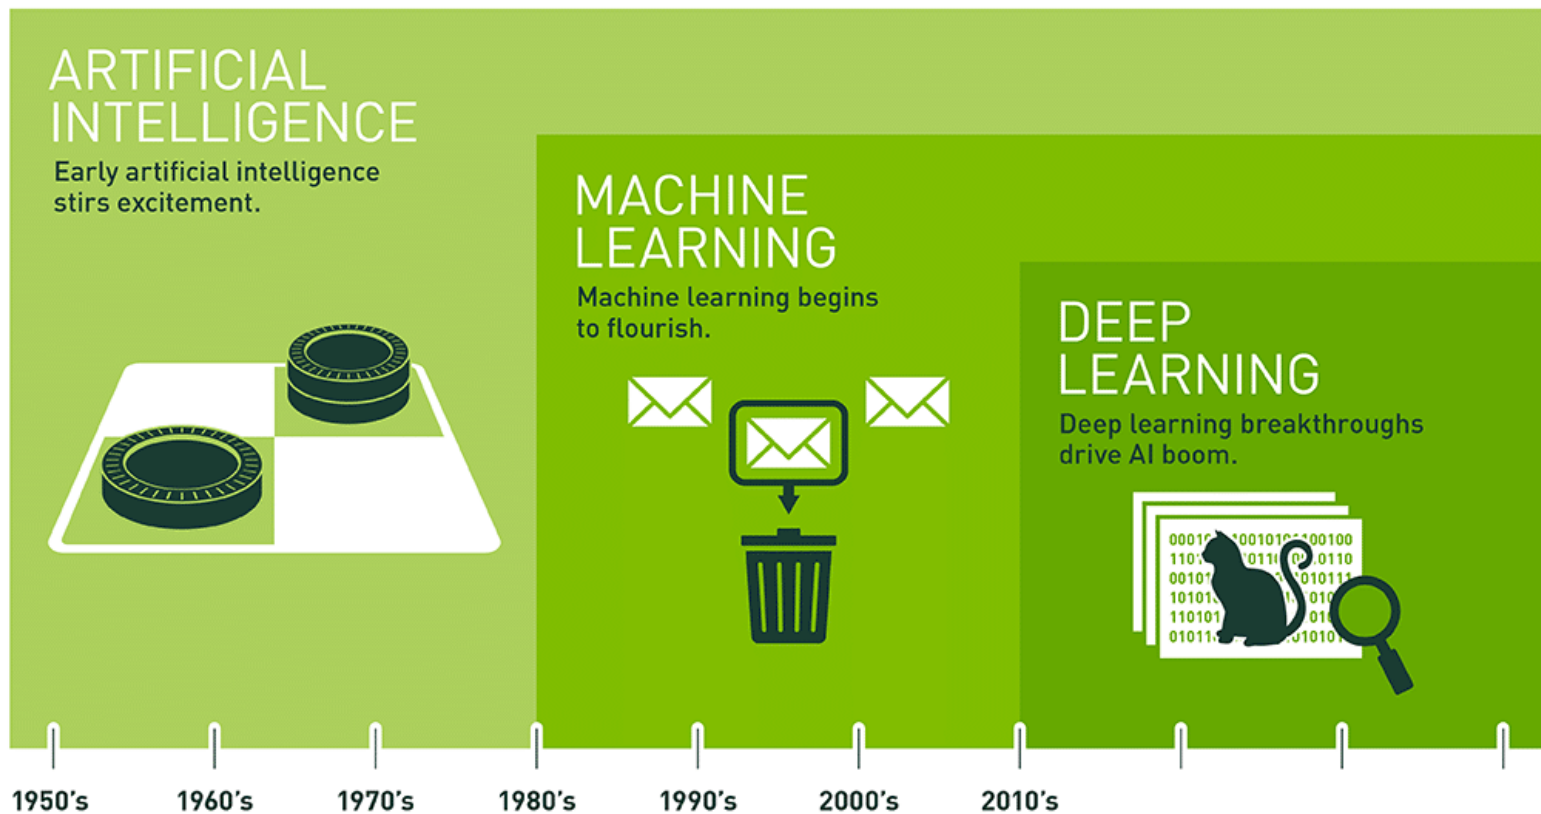 ARTIFICIAL
INTELLIGENCE
Early artificial intelligence
stirs excitement.
MACHINE
LEARNING
Machine learning begins
to flourish.
DEEP
LEARNING
Deep learning breakthroughs
drive AI boom.
1950's 1960's 1970's 1980's 1990's 2000's 2010's